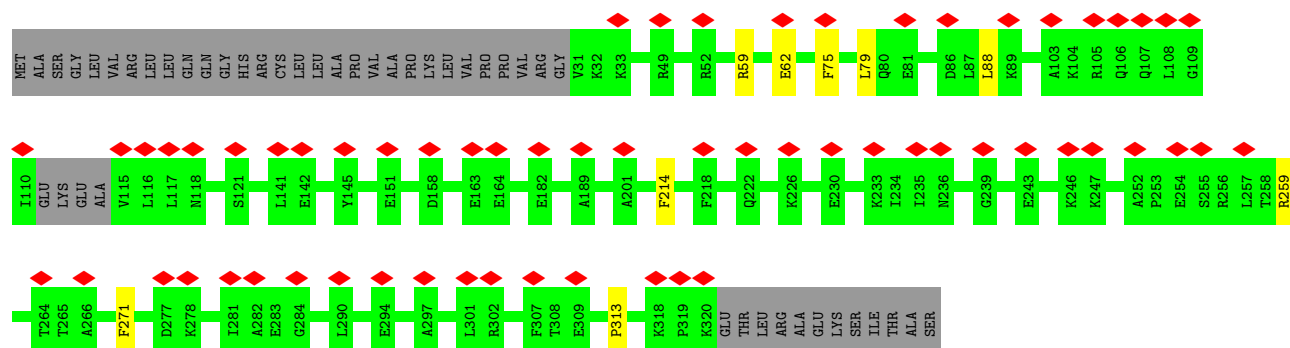 MET ALA SER GLY LEU VAL ARG LEU LEU GLN GLN GLY HIS ARG CYS LEU LEU ALA PRO VAL ALA PRO LYS LEU VAL PRO PRO VAL ARG GLY V31 K32 K33 R49 R52 R59 E62 F75 L79 Q80 E81 D86 L87 L88 K89 A103 K104 R105 Q106 Q107 L108 G109
I110 GLU LYS GLU ALA V115 L116 L117 N118 S121 L141 E142 Y145 E151 D158 E163 E164 E182 A189 A201 F214 F218 Q222 K226 E230 K233 I234 I235 N236 G239 E243 K246 K247 A252 P253 E254 S255 R256 L257 T258 R259
T264 T265 A266 F271 D277 K278 I281 A282 E283 G284 L290 E294 A297 L301 R302 F307 T308 E309 P313 K318 P319 K320 GLU THR LEU ARG ALA GLU LYS SER ILE THR ALA SER